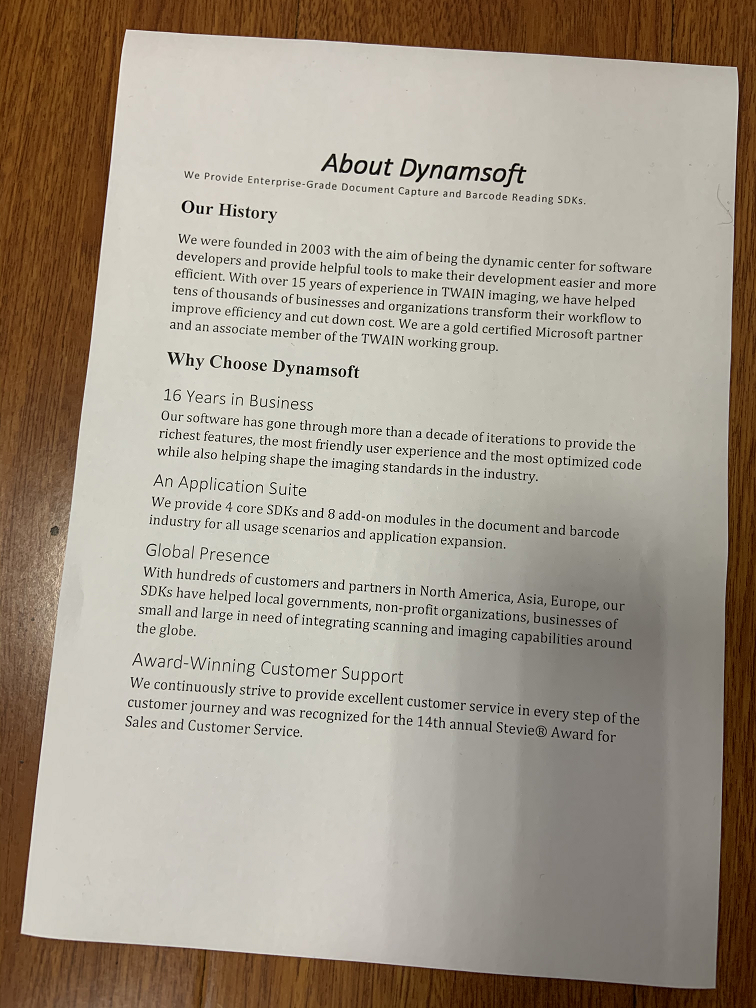 About Dynamsoft
We Provide Enterprise-Grade Document Capture and Barcode Reading SDKs.
Our History
We were founded in 2003 with the aim of being the dynamic center for software
developers and provide helpful tools to make their development easier and more
efficient. With over 15 years of experience in TWAIN imaging, we have helped
tens of thousands of businesses and organizations transform their workflow to
improve efficiency and cut down cost. We are a gold certified Microsoft partner
and an associate member of the TWAIN working group.
Why Choose Dynamsoft
16 Years in Business
Our software has gone through more than a decade of iterations to provide the
richest features, the most friendly user experience and the most optimized code
while also helping shape the imaging standards in the industry.
An Application Suite
We provide 4 core SDKs and 8 add-on modules in the document and barcode
industry for all usage scenarios and application expansion.
Global Presence
With hundreds of customers and partners in North America, Asia, Europe, our
SDKs have helped local governments, non-profit organizations, businesses of
small and large in need of integrating scanning and imaging capabilities around
the globe.
Award-Winning Customer Support
We continuously strive to provide excellent customer service in every step of the
customer journey and was recognized for the 14th annual Stevie® Award for
Sales and Customer Service.